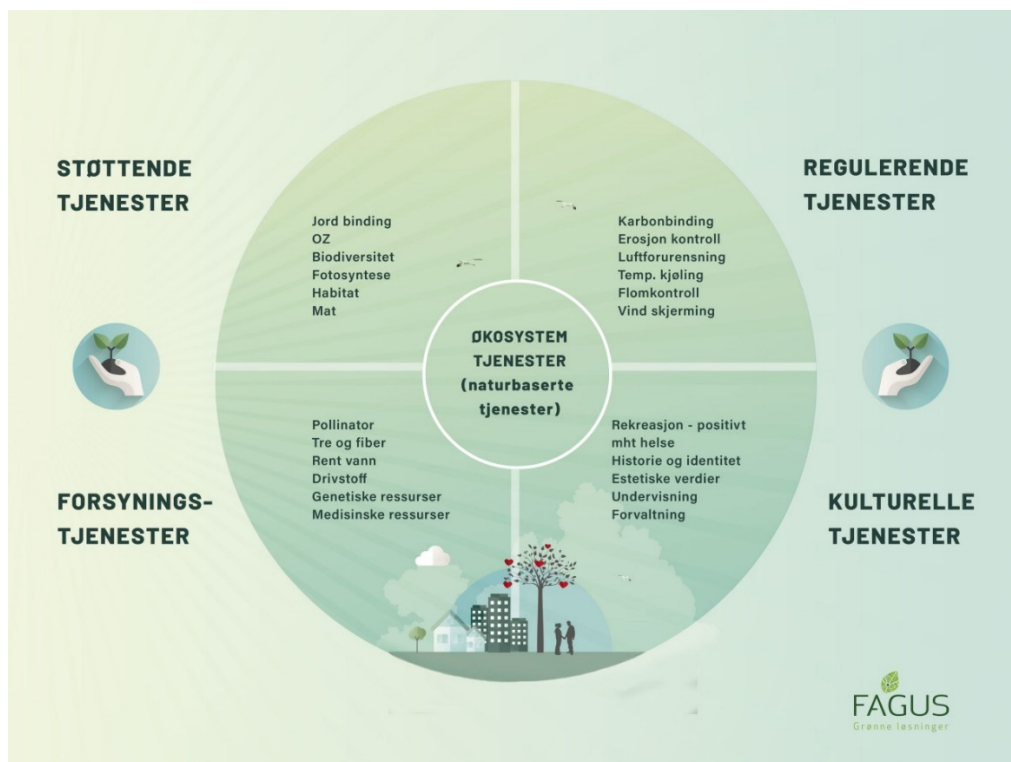 STØTTENDE
TJENESTER
Jord binding
OZ
Biodiversitet
Fotosyntese
Habitat
Mat
REGULERENDE
TJENESTER
Karbonbinding
Erosjon kontroll
Luftforurensning
Temp. kjøling
Flomkontroll
Vind skjerming
ØKOSYSTEM
TJENESTER
(naturbaserte
tjenester)
FORSYNINGS-
TJENESTER
Pollinator
Tre og fiber
Rent vann
Drivstoff
Genetiske ressurser
Medisinske ressurser
KULTURELLE
TJENESTER
Rekreasjon - positivt
mht helse
Historie og identitet
Estetiske verdier
Undervisning
Forvaltning
FAGUS
Grønne løsninger